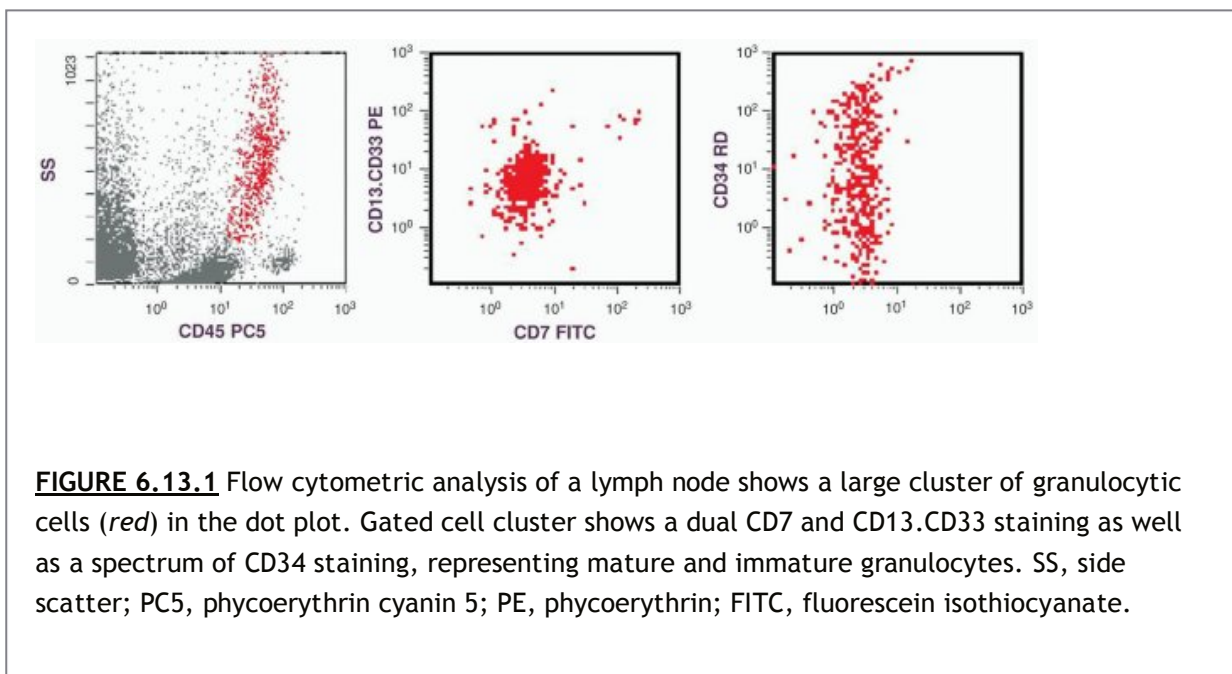 1023
SS
0
10⁰ 10¹ 10² 10³
CD45 PC5
10³
10²
10¹
10⁰
CD13.CD33 PE
10⁰ 10¹ 10² 10³
CD7 FITC
10³
10²
10¹
10⁰
CD34 RD
10⁰ 10¹ 10² 10³
FIGURE 6.13.1 Flow cytometric analysis of a lymph node shows a large cluster of granulocytic
cells (red) in the dot plot. Gated cell cluster shows a dual CD7 and CD13.CD33 staining as well
as a spectrum of CD34 staining, representing mature and immature granulocytes. SS, side
scatter; PC5, phycoerythrin cyanin 5; PE, phycoerythrin; FITC, fluorescein isothiocyanate.